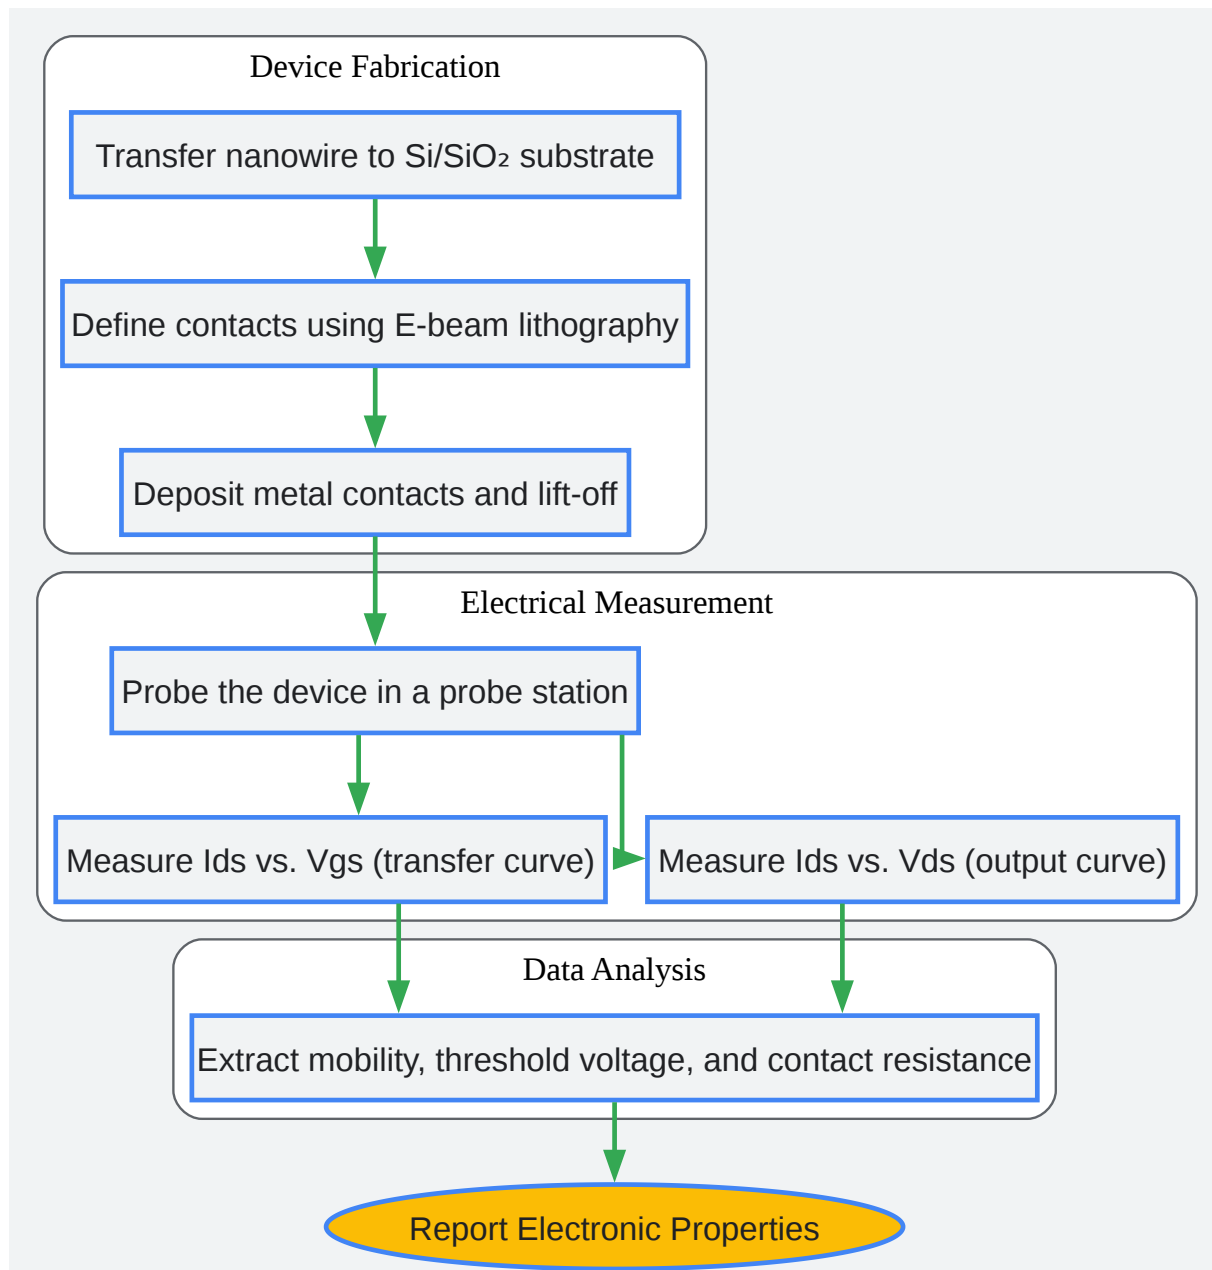 Device Fabrication
Transfer nanowire to Si/SiO₂ substrate
Define contacts using E-beam lithography
Deposit metal contacts and lift-off
Electrical Measurement
Probe the device in a probe station
Measure Ids vs. Vgs (transfer curve)
Measure Ids vs. Vds (output curve)
Data Analysis
Extract mobility, threshold voltage, and contact resistance
Report Electronic Properties